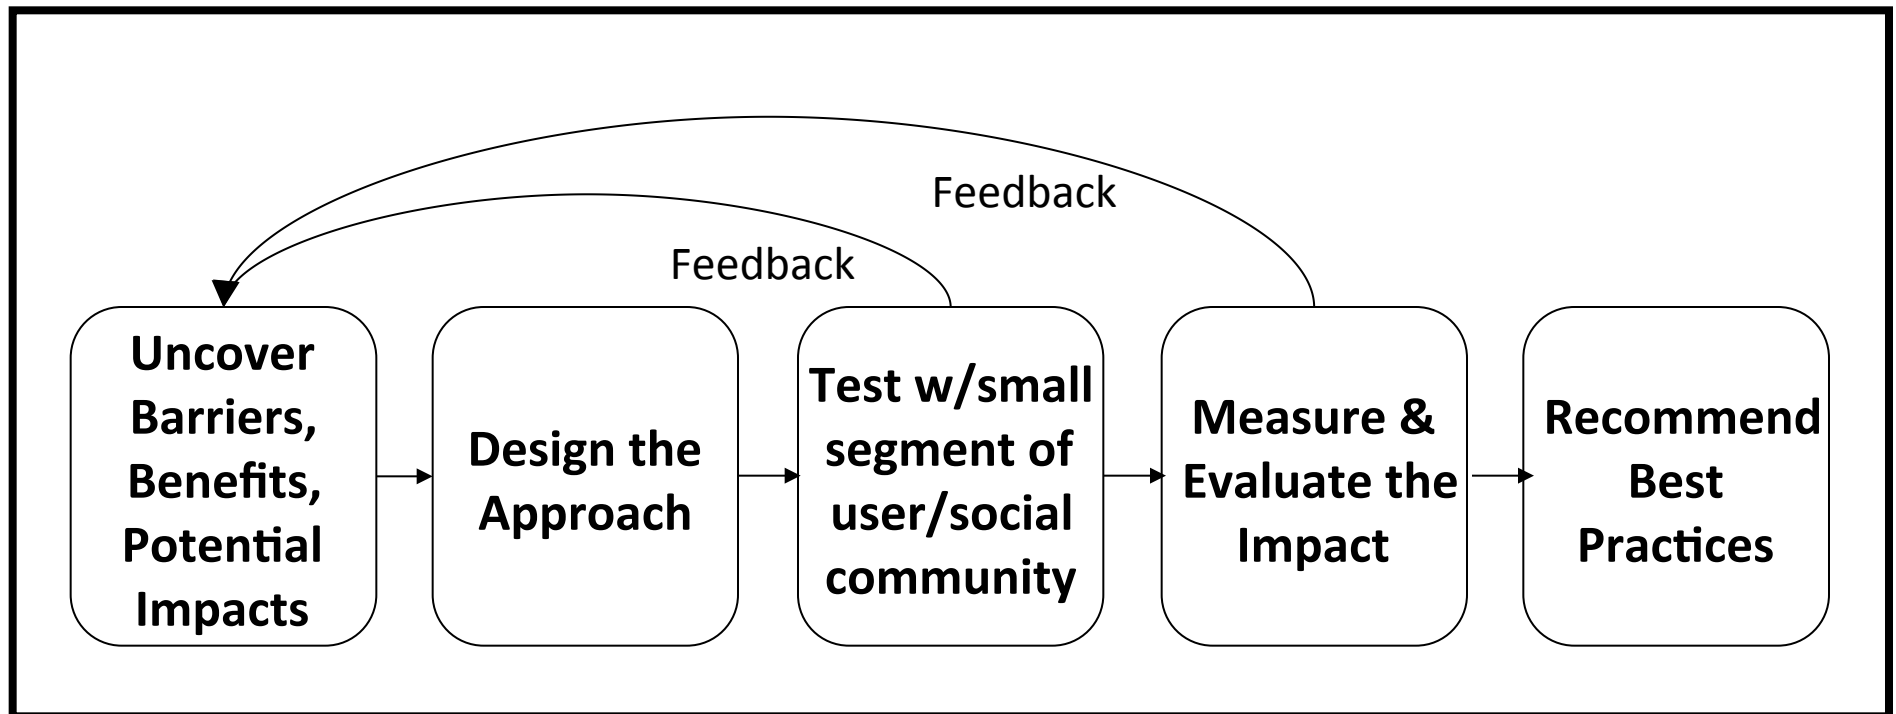 Feedback
Feedback
Uncover
Barriers,
Benefits,
Potential
Impacts
Design the
Approach
Test w/small
segment of
user/social
community
Measure &
Evaluate the
Impact
Recommend
Best
Practices